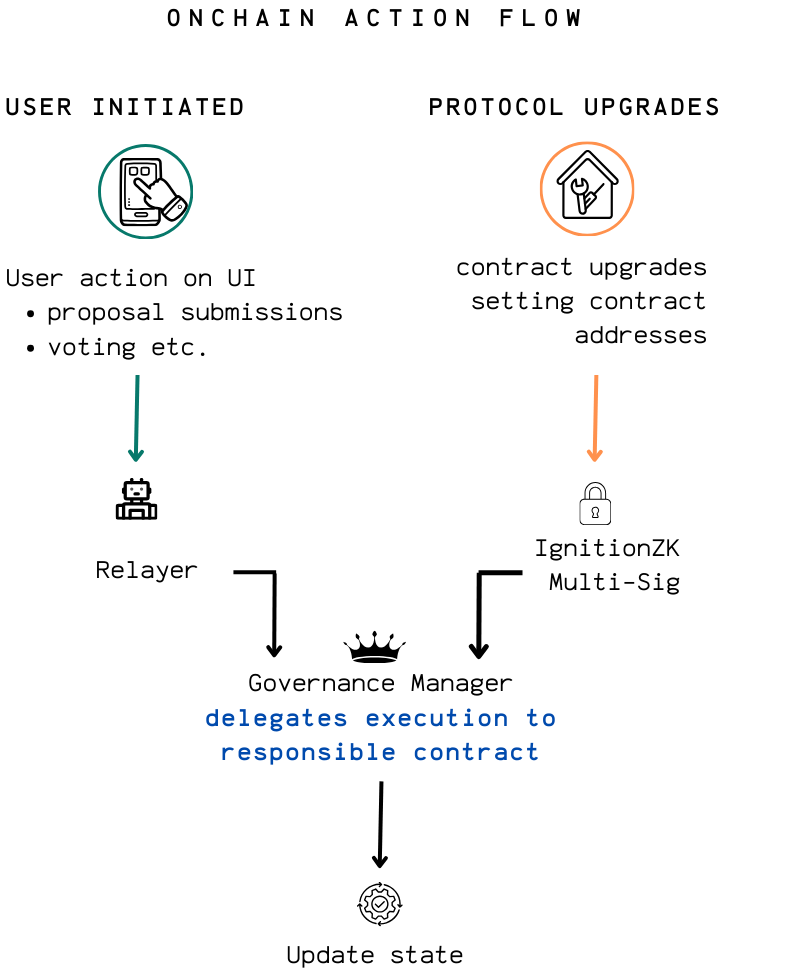 ONCHAIN ACTION FLOW
USER INITIATED
User action on UI
• proposal submissions
• voting etc.
Relayer
PROTOCOL UPGRADES
contract upgrades
setting contract
addresses
IgnitionZK
Multi-Sig
Governance Manager
delegates execution to
responsible contract
Update state